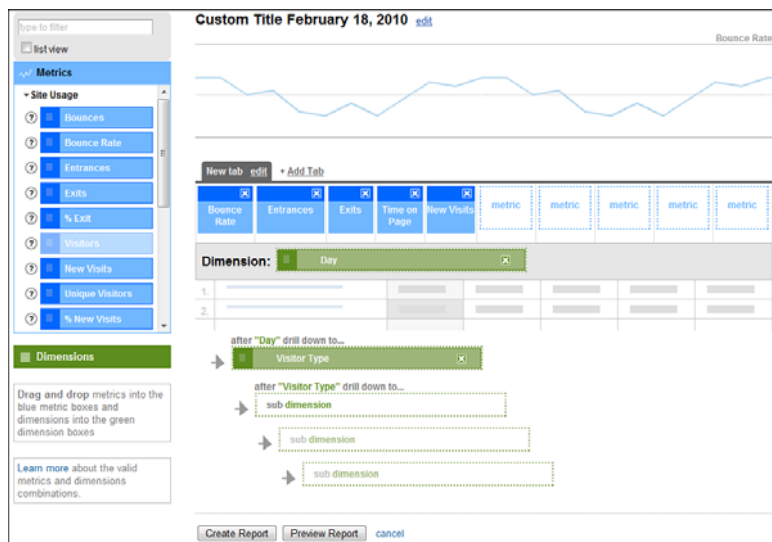 type to filter
list view
Metrics
Site Usage
Bounces
Bounce Rate
Entrances
Exits
% Exit
Visitors
New Visits
Unique Visitors
% New Visits
Dimensions
Drag and drop metrics into the
blue metric boxes and
dimensions into the green
dimension boxes
Learn more about the valid
metrics and dimensions
combinations.
Custom Title February 18, 2010 edit
Bounce Rate
New tab edit + Add Tab
Bounce Rate
Entrances
Exits
Time on Page
New Visits
metric
metric
metric
metric
metric
Dimension: Day
1.
2.
after "Day" drill down to...
Visitor Type
after "Visitor Type" drill down to...
sub dimension
sub dimension
sub dimension
Create Report Preview Report cancel